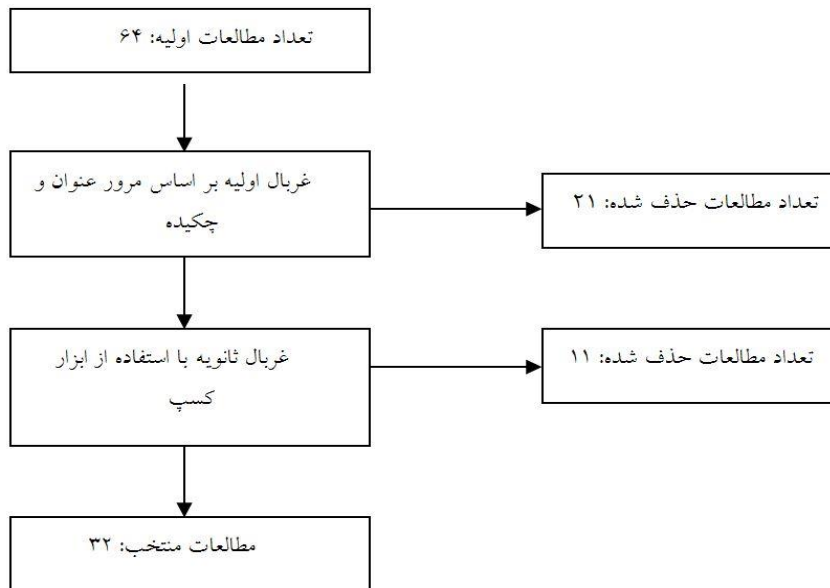 تعداد مطالعات اولیه: ۶۴
غربال اولیه بر اساس مرور عنوان و
چکیده
تعداد مطالعات حذف شده: ۲۱
غربال ثانویه با استفاده از ابزار
کسپ
تعداد مطالعات حذف شده: ۱۱
مطالعات منتخب: ۳۲